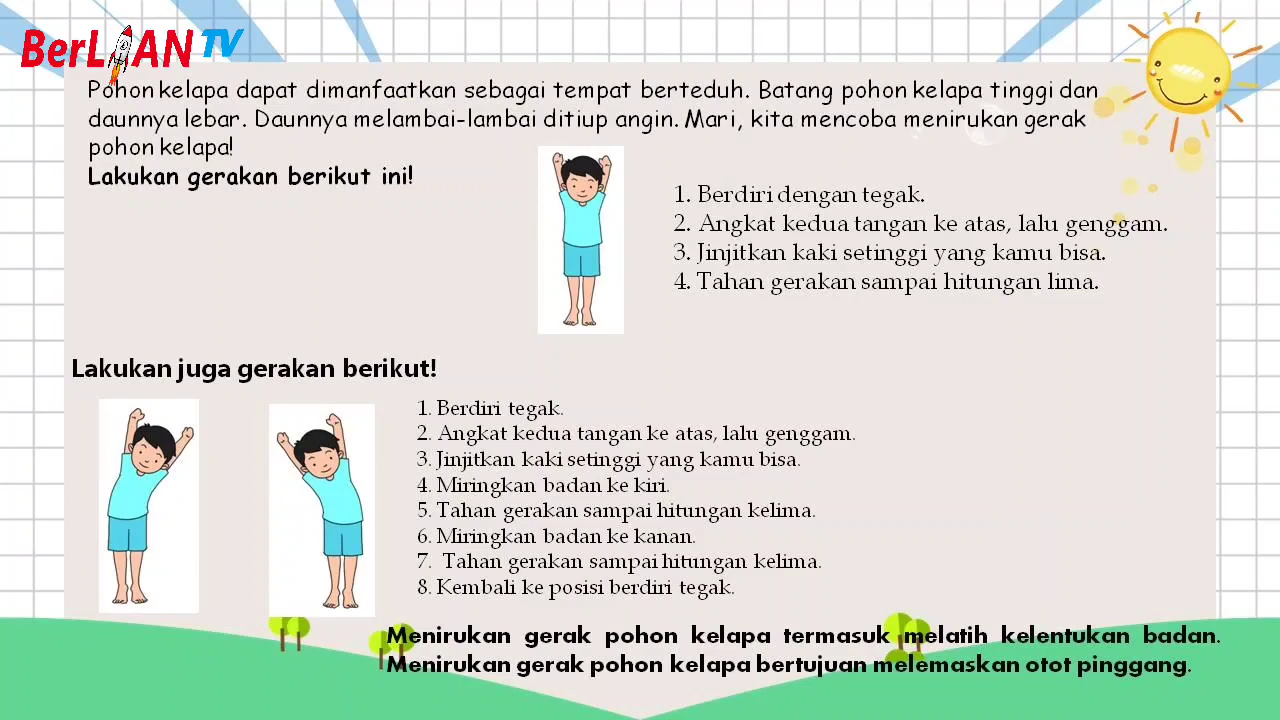 BerLIAN TV
Pohon kelapa dapat dimanfaatkan sebagai tempat berteduh. Batang pohon kelapa tinggi dan
daunnya lebar. Daunnya melambai-lambai ditiup angin. Mari, kita mencoba menirukan gerak
pohon kelapa!
Lakukan gerakan berikut ini!
1. Berdiri dengan tegak.
2. Angkat kedua tangan ke atas, lalu genggam.
3. Jinjitkan kaki setinggi yang kamu bisa.
4. Tahan gerakan sampai hitungan lima.
Lakukan juga gerakan berikut!
1. Berdiri tegak.
2. Angkat kedua tangan ke atas, lalu genggam.
3. Jinjitkan kaki setinggi yang kamu bisa.
4. Miringkan badan ke kiri.
5. Tahan gerakan sampai hitungan kelima.
6. Miringkan badan ke kanan.
7. Tahan gerakan sampai hitungan kelima.
8. Kembali ke posisi berdiri tegak.
Menirukan gerak pohon kelapa termasuk melatih kelentukan badan.
Menirukan gerak pohon kelapa bertujuan melemaskan otot pinggang.